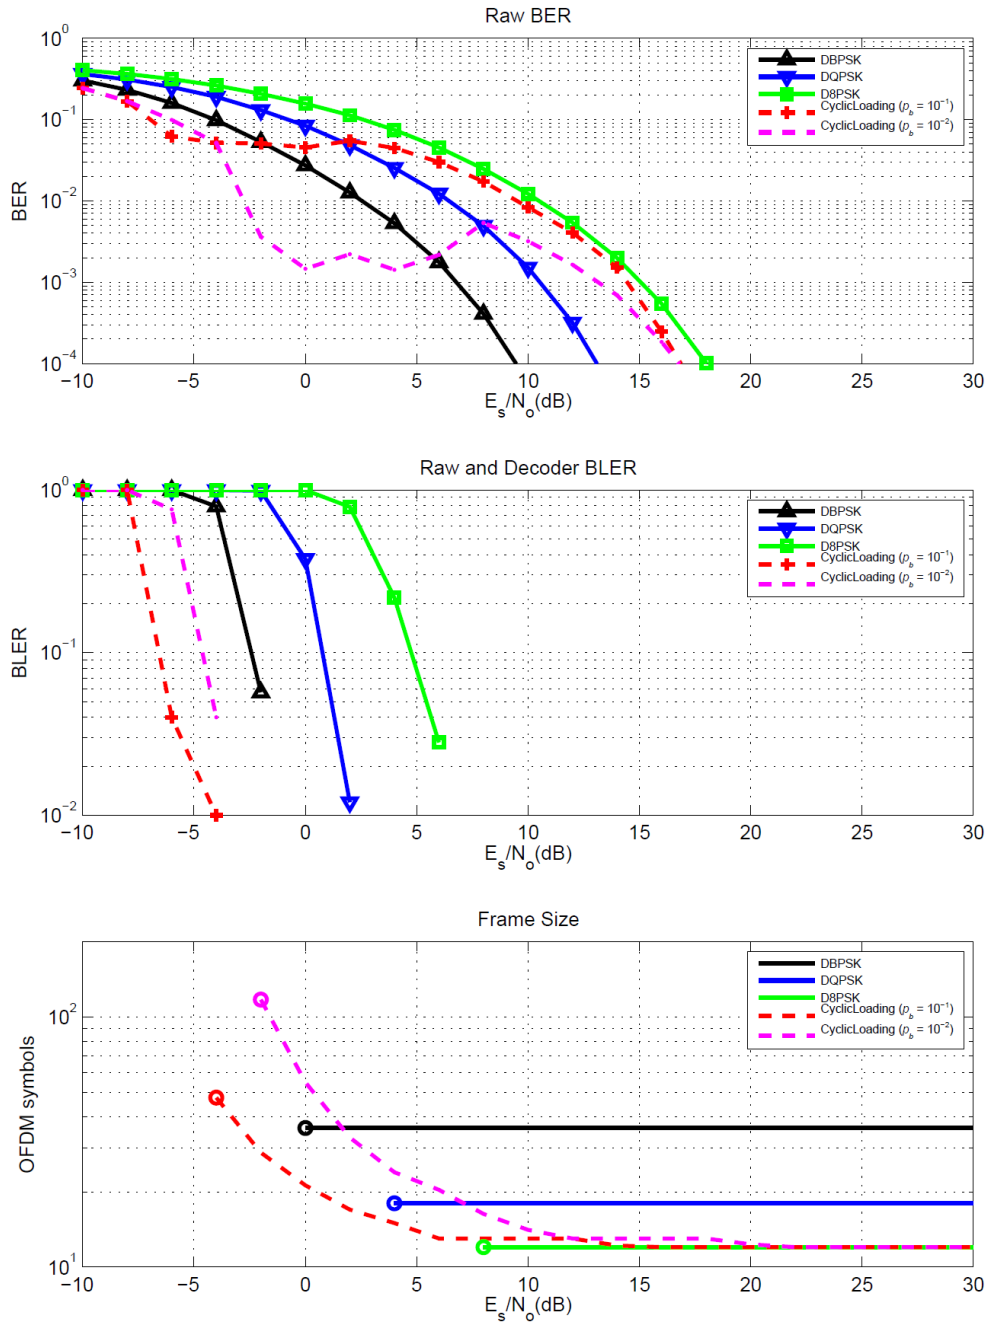 Raw BER
10^0
10^-1
10^-2
10^-3
10^-4
BER
DBPSK
DQPSK
D8PSK
CyclicLoading (p_b = 10^-1)
CyclicLoading (p_b = 10^-2)
−10 −5 0 5 10 15 20 25 30
E_s/N_o(dB)
Raw and Decoder BLER
10^0
10^-1
10^-2
BLER
DBPSK
DQPSK
D8PSK
CyclicLoading (p_b = 10^-1)
CyclicLoading (p_b = 10^-2)
−10 −5 0 5 10 15 20 25 30
E_s/N_o(dB)
Frame Size
10^2
10^1
OFDM symbols
DBPSK
DQPSK
D8PSK
CyclicLoading (p_b = 10^-1)
CyclicLoading (p_b = 10^-2)
−10 −5 0 5 10 15 20 25 30
E_s/N_o(dB)